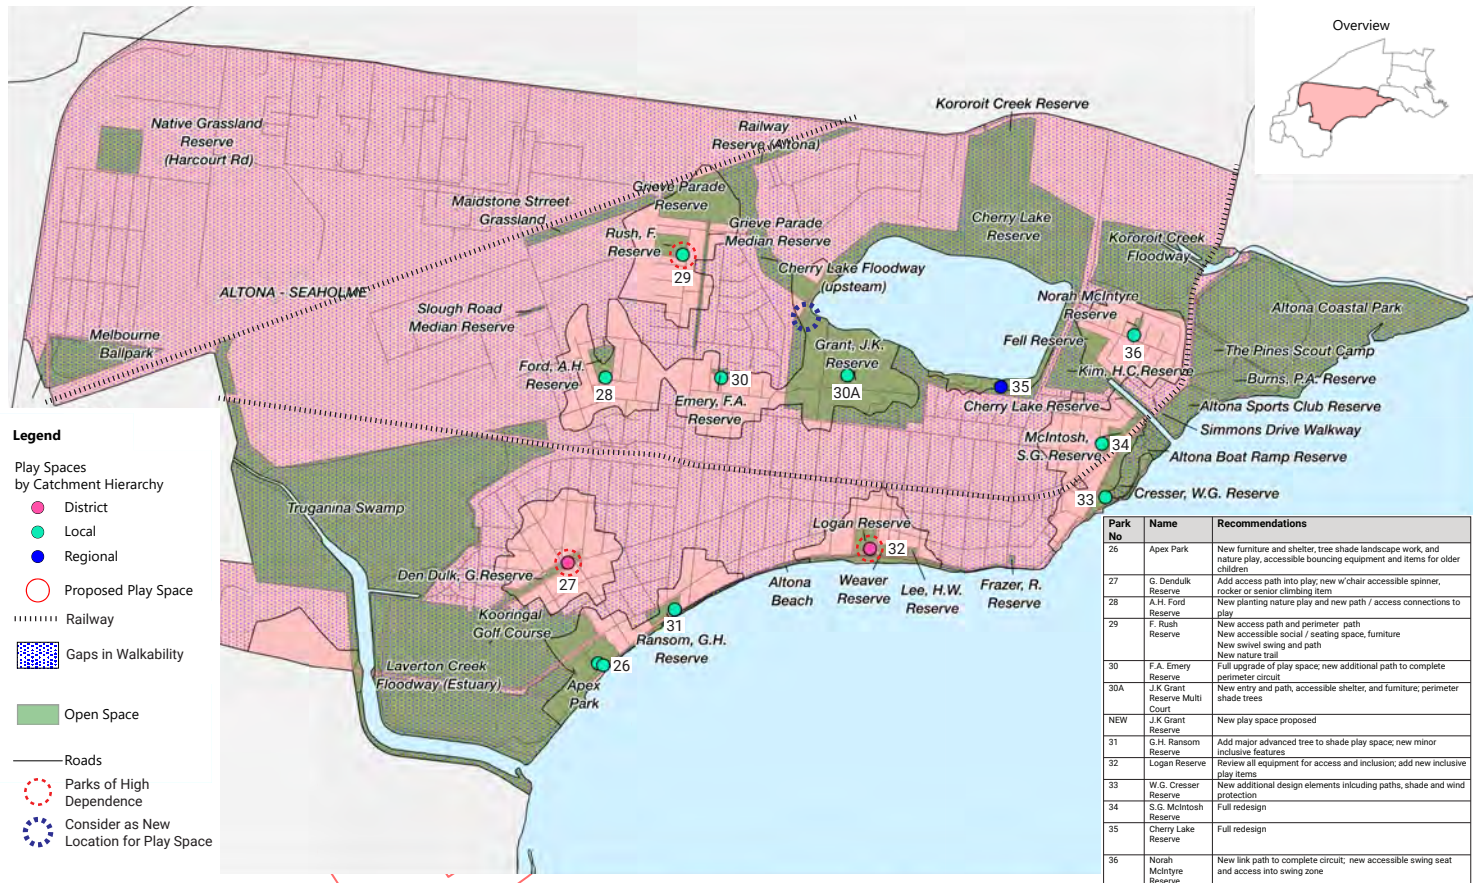 Overview
Kororoit Creek Reserve
Native Grassland
Reserve
(Harcourt Rd)
Railway
Reserve (Altona)
Grieve Parade
Reserve
Maidstone Strreet
Grassland
Rush, F.
Reserve
29
Grieve Parade
Median Reserve
Cherry Lake
Reserve
Kororoit Creek
Floodway
Cherry Lake Floodway
(upsteam)
ALTONA - SEAHOLME
Slough Road
Median Reserve
Norah McIntyre
Reserve
Altona Coastal Park
Melbourne
Ballpark
Fell Reserve
36
The Pines Scout Camp
Grant, J.K.
Reserve
30A
Ford, A.H.
Reserve
28
30
Emery, F.A.
Reserve
35
Kim, H.C Reserve
Burns, P.A. Reserve
Cherry Lake Reserve
Altona Sports Club Reserve
Simmons Drive Walkway
McIntosh,
S.G. Reserve
34
Altona Boat Ramp Reserve
33
Cresser, W.G. Reserve
Truganina Swamp
Logan Reserve
32
Den Dulk, G.Reserve
27
Altona
Beach
Weaver
Reserve
Lee, H.W.
Reserve
Frazer, R.
Reserve
Kooringal
Golf Course
31
Ransom, G.H.
Reserve
Laverton Creek
Floodway (Estuary)
26
Apex
Park
Legend
Play Spaces
by Catchment Hierarchy
District
Local
Regional
Proposed Play Space
Railway
Gaps in Walkability
Open Space
Roads
Parks of High
Dependence
Consider as New
Location for Play Space
Park Name Recommendations
No
26 Apex Park New furniture and shelter, tree shade landscape work, and
nature play, accessible bouncing equipment and items for older
children
27 G. Dendulk Add access path into play; new w'chair accessible spinner,
Reserve rocker or senior climbing item
28 A.H. Ford New planting nature play and new path / access connections to
Reserve play
29 F. Rush New access path and perimeter path
Reserve New accessible social / seating space, furniture
New swivel swing and path
New nature trail
30 F.A. Emery Full upgrade of play space; new additional path to complete
Reserve perimeter circuit
30A J.K Grant New entry and path, accessible shelter, and furniture; perimeter
Reserve Multi shade trees
Court
NEW J.K Grant New play space proposed
Reserve
31 G.H. Ransom Add major advanced tree to shade play space; new minor
Reserve inclusive features
32 Logan Reserve Review all equipment for access and inclusion; add new inclusive
play items
33 W.G. Cresser New additional design elements inlcuding paths, shade and wind
Reserve protection
34 S.G. McIntosh Full redesign
Reserve
35 Cherry Lake Full redesign
Reserve
36 Norah New link path to complete circuit; new accessible swing seat
McIntyre and access into swing zone
Reserve